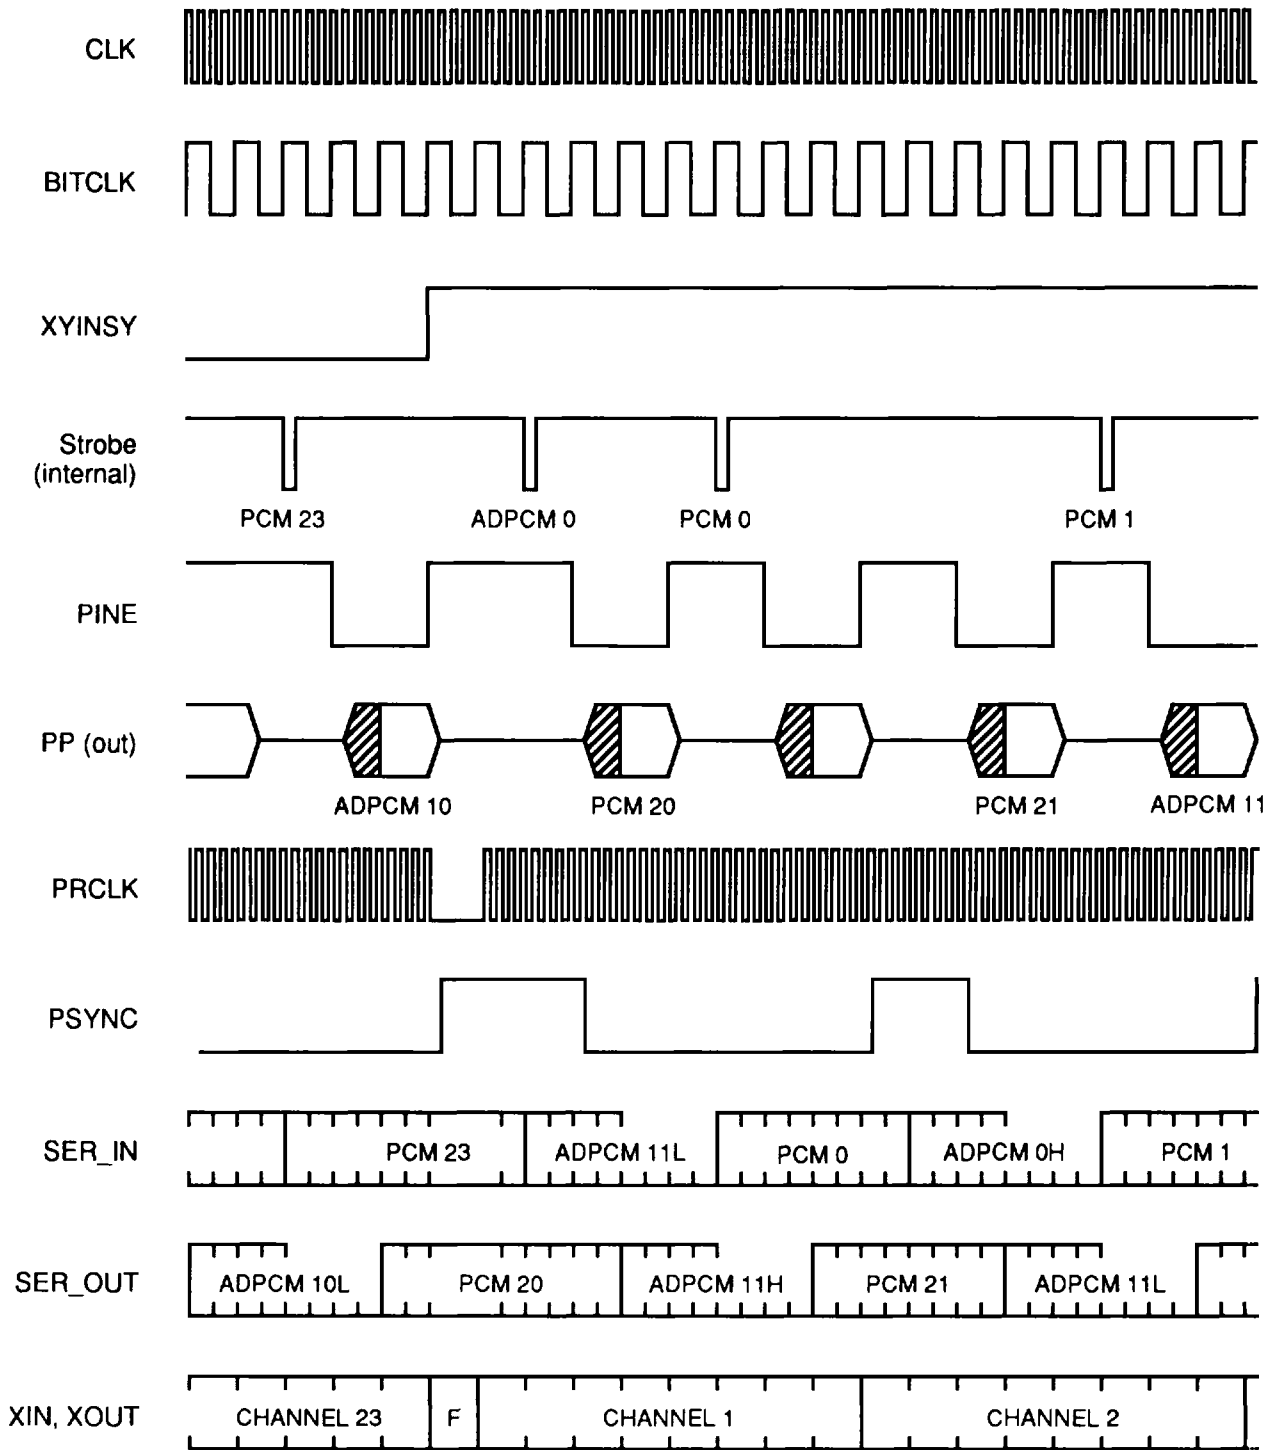 CLK
BITCLK
XYINSY
Strobe
(internal)
PCM 23
ADPCM 0
PCM 0
PCM 1
PINE
PP (out)
ADPCM 10
PCM 20
PCM 21
ADPCM 11
PRCLK
PSYNC
SER_IN
PCM 23
ADPCM 11L
PCM 0
ADPCM 0H
PCM 1
SER_OUT
ADPCM 10L
PCM 20
ADPCM 11H
PCM 21
ADPCM 11L
XIN, XOUT
CHANNEL 23
F
CHANNEL 1
CHANNEL 2